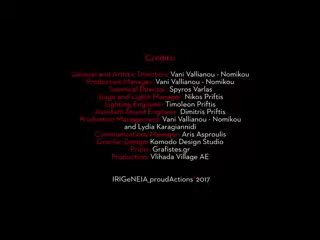 Credits:
General and Artistic Direction: Vani Vallianou - Nomikou
Production Manager: Vani Vallianou - Nomikou
Technical Director: Spyros Varlas
Stage and Lights Manager: Nikos Priftis
Lighting Engineer: Timoleon Priftis
Assistant Sound Engineer: Dimitris Priftis
Production Management: Vani Vallianou - Nomikou
and Lydia Karagiannidi
Communications Manager: Aris Asproulis
Graphic Design: Komodo Design Studio
Prints: Grafistes.gr
Production: Vlihada Village AE
IRIGeNEIA_proudActions' 2017